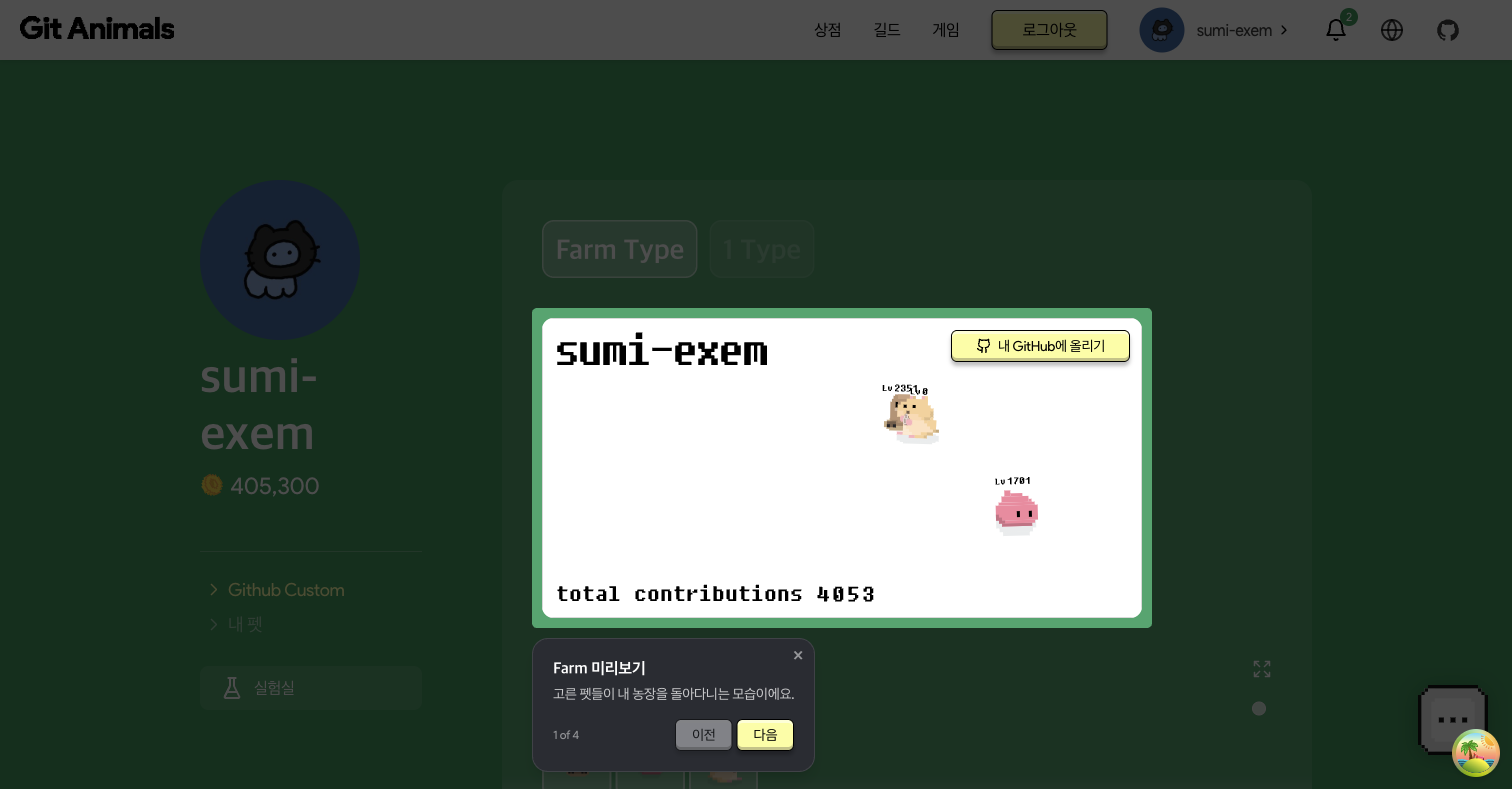 Git Animals
상점
길드
게임
로그아웃
sumi-exem
2
sumi-
exem
405,300
Github Custom
내 펫
실험실
Farm Type
1 Type
sumi-exem
내 GitHub에 올리기
Lv 2351
Lv 0
Lv 1701
total contributions 4053
Farm 미리보기
고른 펫들이 내 농장을 돌아다니는 모습이에요.
1 of 4
이전
다음